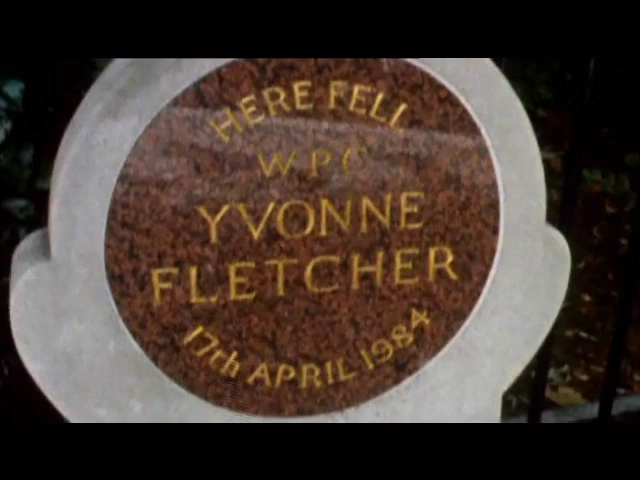 HERE FELL
WPC
YVONNE
FLETCHER
17th APRIL 1984